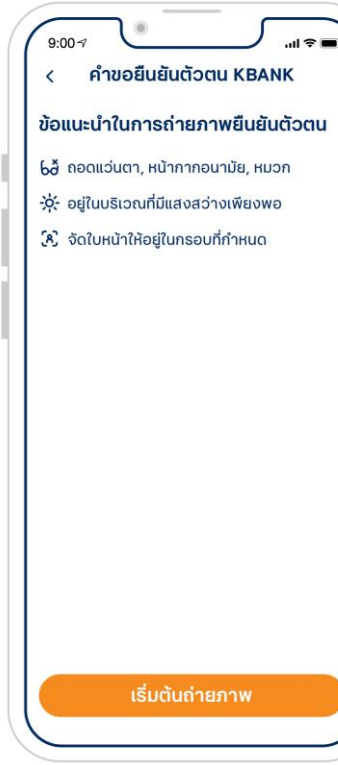 9:00
คำขอยืนยันตัวตน KBANK
ข้อแนะนำในการถ่ายภาพยืนยันตัวตน
ถอดแว่นตา, หน้ากากอนามัย, หมวก
อยู่ในบริเวณที่มีแสงสว่างเพียงพอ
จัดใบหน้าให้อยู่ในกรอบที่กำหนด
เริ่มต้นถ่ายภาพ